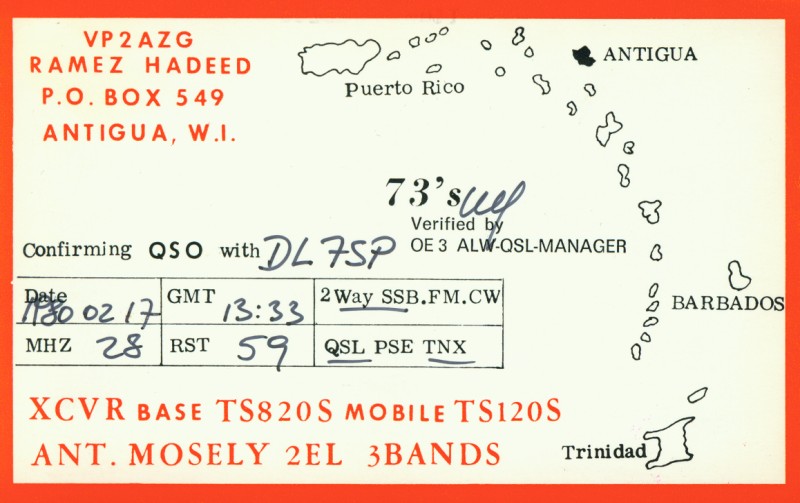 VP2AZG
RAMEZ HADEED
P.O. BOX 549
ANTIGUA, W.I.
Puerto Rico
ANTIGUA
73's
Verified by
OE3 ALW-QSL-MANAGER
Confirming QSO with DL7SP
Date 1980 02 17
GMT 13:33
2 Way SSB.FM.CW
MHZ 28
RST 59
QSL PSE TNX
BARBADOS
XCVR BASE TS820S MOBILE TS120S
ANT. MOSELY 2EL 3BANDS
Trinidad